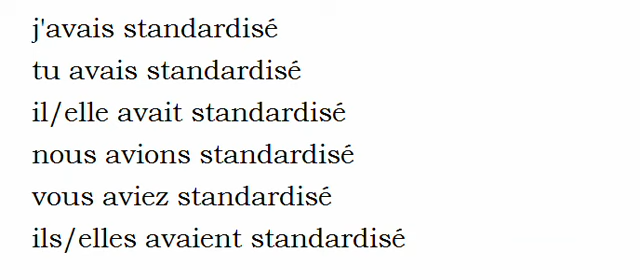 j'avais standardisé
tu avais standardisé
il/elle avait standardisé
nous avions standardisé
vous aviez standardisé
ils/elles avaient standardisé